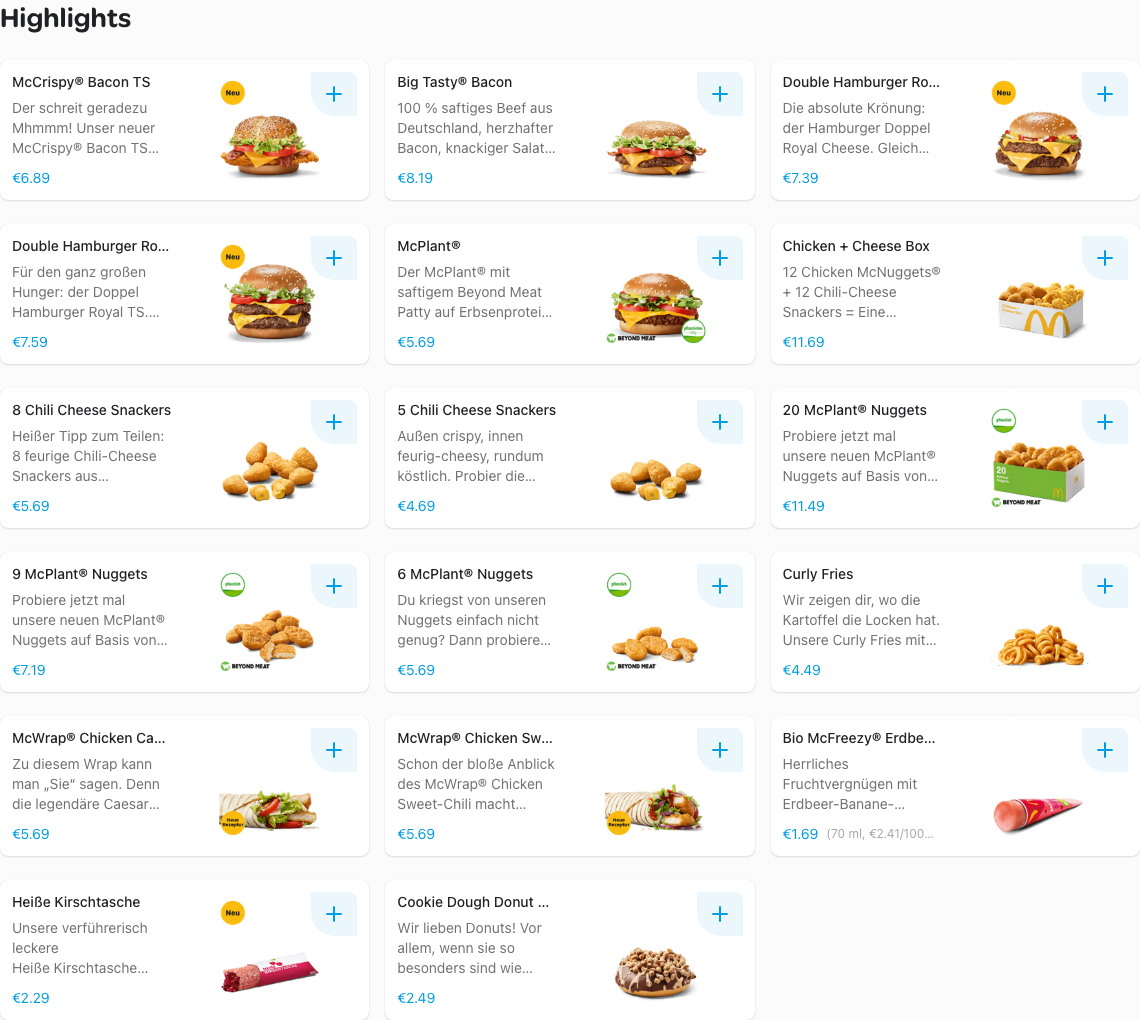 Highlights
McCrispy® Bacon TS
Der schreit geradezu
Mhmmm! Unser neuer
McCrispy® Bacon TS...
€6.89
Neu
Big Tasty® Bacon
100 % saftiges Beef aus
Deutschland, herzhafter
Bacon, knackiger Salat...
€8.19
Double Hamburger Ro...
Die absolute Krönung:
der Hamburger Doppel
Royal Cheese. Gleich...
€7.39
Neu
Double Hamburger Ro...
Für den ganz großen
Hunger: der Doppel
Hamburger Royal TS....
€7.59
Neu
McPlant®
Der McPlant® mit
saftigem Beyond Meat
Patty auf Erbsenprotei...
€5.69
BEYOND MEAT
Chicken + Cheese Box
12 Chicken McNuggets®
+ 12 Chili-Cheese
Snackers = Eine...
€11.69
8 Chili Cheese Snackers
Heißer Tipp zum Teilen:
8 feurige Chili-Cheese
Snackers aus...
€5.69
5 Chili Cheese Snackers
Außen crispy, innen
feurig-cheesy, rundum
köstlich. Probier die...
€4.69
20 McPlant® Nuggets
Probiere jetzt mal
unsere neuen McPlant®
Nuggets auf Basis von...
€11.49
20
BEYOND MEAT
9 McPlant® Nuggets
Probiere jetzt mal
unsere neuen McPlant®
Nuggets auf Basis von...
€7.19
BEYOND MEAT
6 McPlant® Nuggets
Du kriegst von unseren
Nuggets einfach nicht
genug? Dann probiere...
€5.69
BEYOND MEAT
Curly Fries
Wir zeigen dir, wo die
Kartoffel die Locken hat.
Unsere Curly Fries mit...
€4.49
McWrap® Chicken Ca...
Zu diesem Wrap kann
man „Sie“ sagen. Denn
die legendäre Caesar...
€5.69
Neue
Rezeptur
McWrap® Chicken Sw...
Schon der bloße Anblick
des McWrap® Chicken
Sweet-Chili macht...
€5.69
Neue
Rezeptur
Bio McFreezy® Erdbe...
Herrliches
Fruchtvergnügen mit
Erdbeer-Banane-...
€1.69 (70 ml, €2.41/100...
Heiße Kirschtasche
Unsere verführerisch
leckere
Heiße Kirschtasche...
€2.29
Neu
Cookie Dough Donut ...
Wir lieben Donuts! Vor
allem, wenn sie so
besonders sind wie...
€2.49